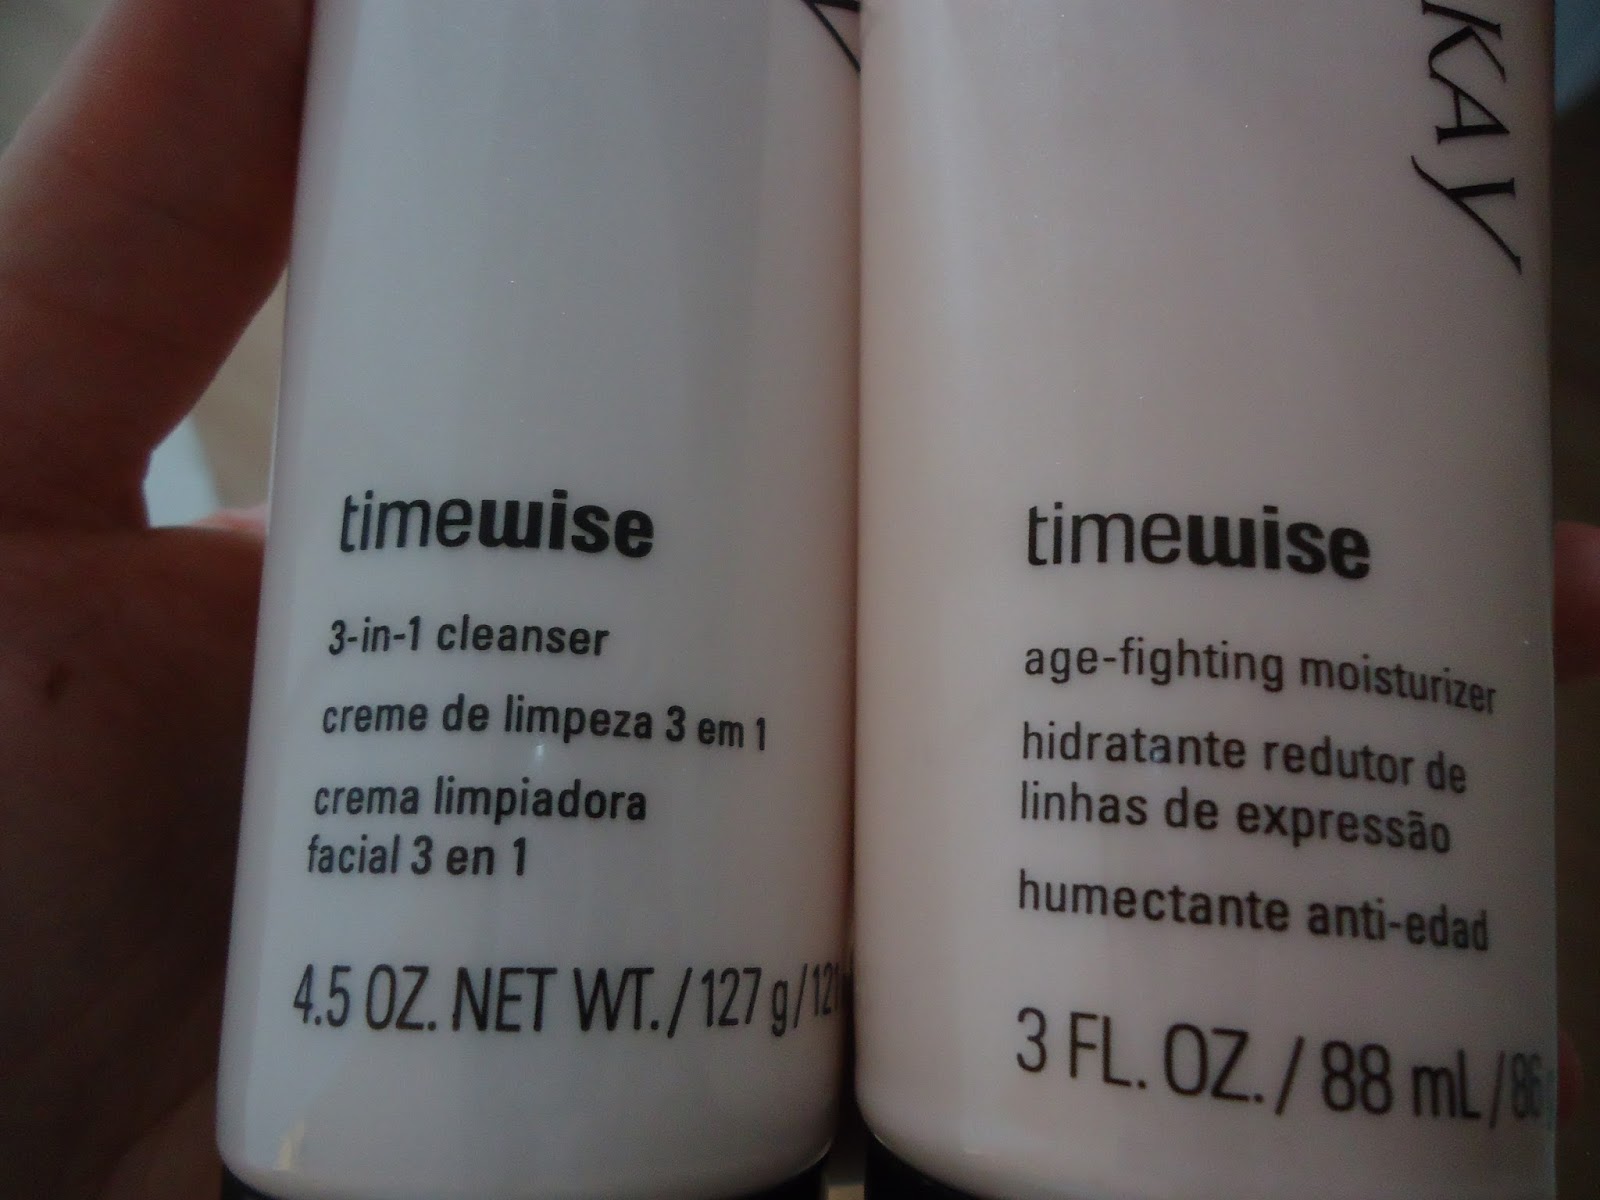 KAY
timewise
3-in-1 cleanser
creme de limpeza 3 em 1
crema limpiadora
facial 3 en 1
4.5 OZ. NET WT./127 g/
timewise
age-fighting moisturizer
hidratante redutor de
linhas de expressão
humectante anti-edad
3 FL. OZ./88 mL/86